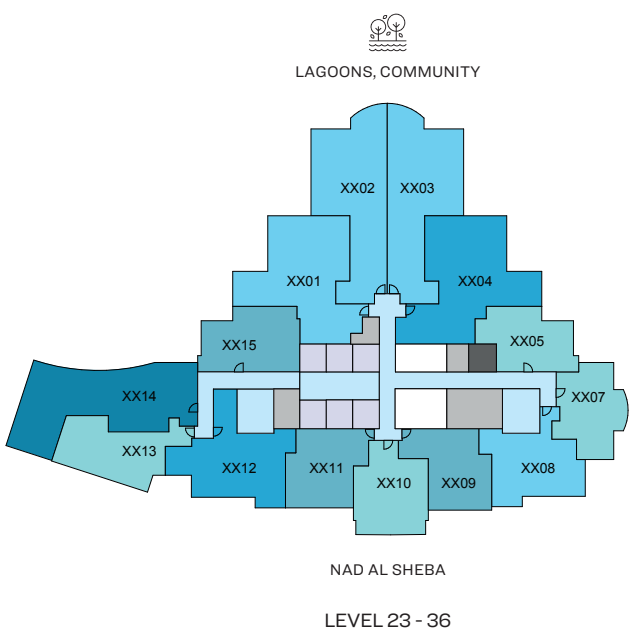 LAGOONS, COMMUNITY
XX02
XX03
XX01
XX04
XX05
XX15
XX14
XX07
XX13
XX12
XX11
XX10
XX09
XX08
NAD AL SHEBA
LEVEL 23 - 36